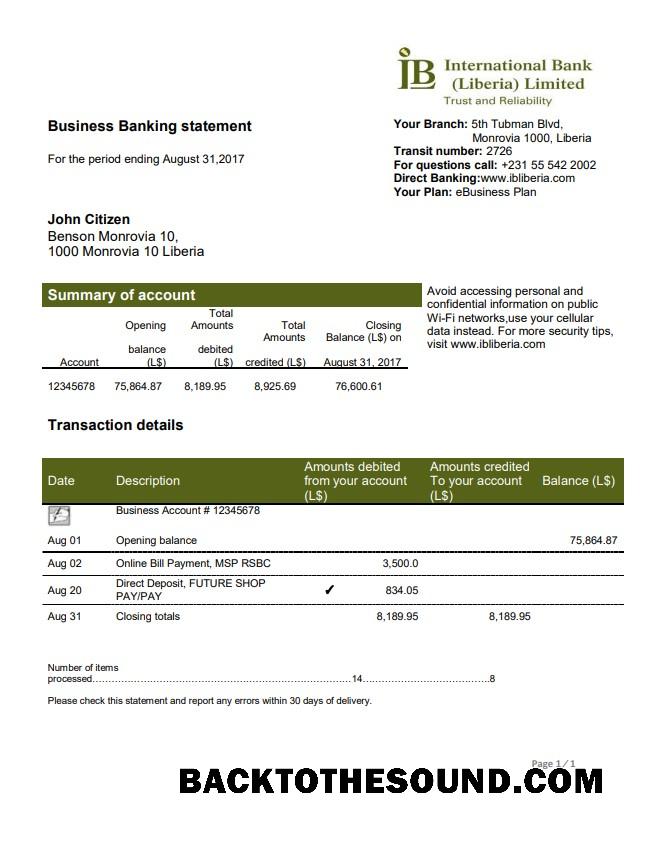 International Bank
(Liberia) Limited
Trust and Reliability
Business Banking statement
For the period ending August 31,2017
Your Branch: 5th Tubman Blvd,
Monrovia 1000, Liberia
Transit number: 2726
For questions call: +231 55 542 2002
Direct Banking:www.ibliberia.com
Your Plan: eBusiness Plan
John Citizen
Benson Monrovia 10,
1000 Monrovia 10 Liberia
Summary of account
Avoid accessing personal and
confidential information on public
Wi-Fi networks,use your cellular
data instead. For more security tips,
visit www.ibliberia.com
Account
Opening
balance
(L$)
Total
Amounts
debited
(L$)
Total
Amounts
credited (L$)
Closing
Balance (L$) on
August 31, 2017
12345678 75,864.87 8,189.95 8,925.69 76,600.61
Transaction details
Date
Description
Amounts debited
from your account
(L$)
Amounts credited
To your account
(L$)
Balance (L$)
Business Account # 12345678
Aug 01 Opening balance 75,864.87
Aug 02 Online Bill Payment, MSP RSBC 3,500.0
Aug 20 Direct Deposit, FUTURE SHOP
PAY/PAY ✓ 834.05
Aug 31 Closing totals 8,189.95 8,189.95
Number of items
processed.....14.....8
Please check this statement and report any errors within 30 days of delivery.
Page 1 / 1
BACKTOTHESOUND.COM